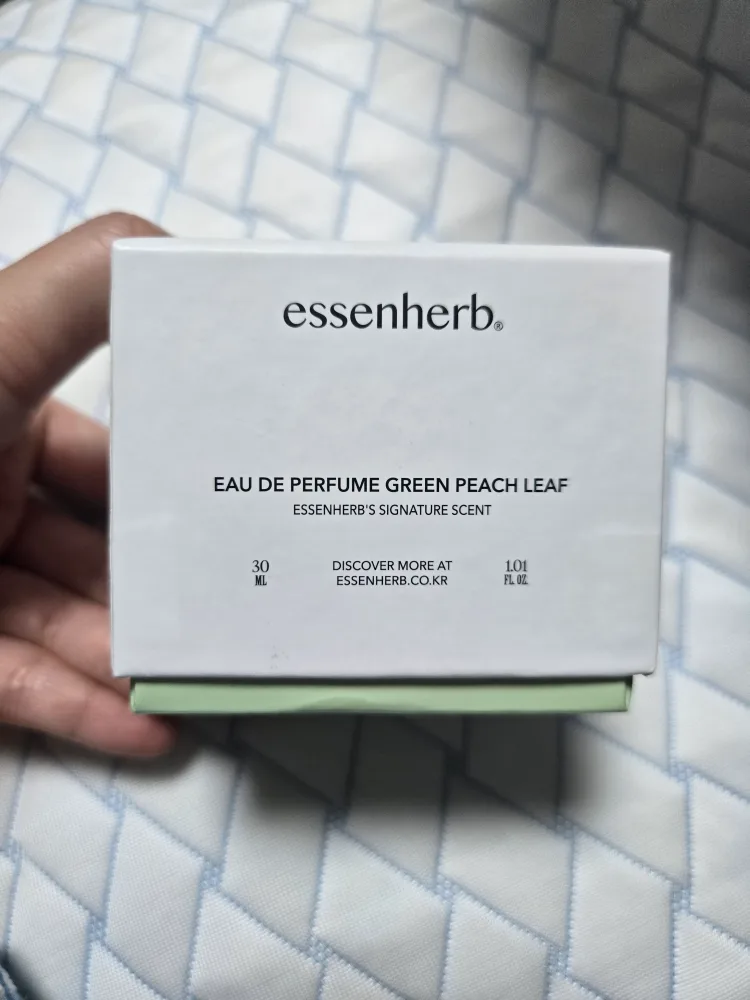 essenherb®
EAU DE PERFUME GREEN PEACH LEAF
ESSENHERB'S SIGNATURE SCENT
30 DISCOVER MORE AT 1.01
ML ESSENHERB.CO.KR FL. OZ.